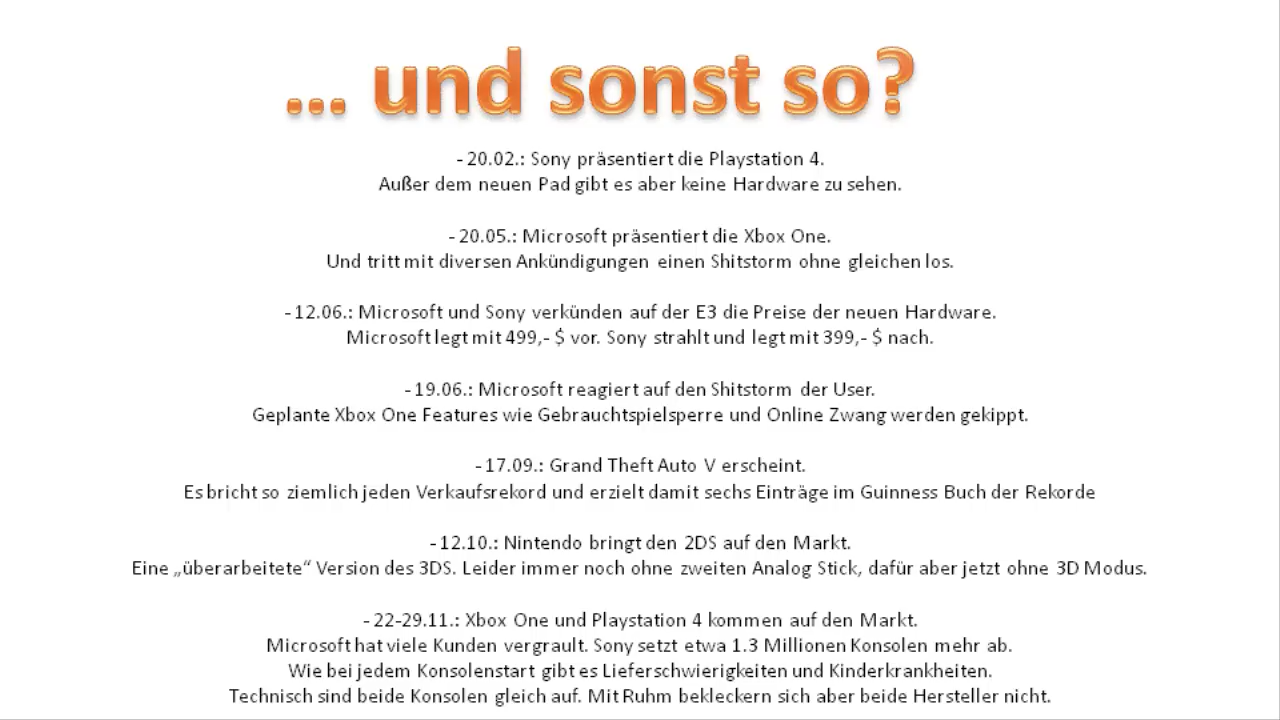 ... und sonst so?
- 20.02.: Sony präsentiert die Playstation 4.
Außer dem neuen Pad gibt es aber keine Hardware zu sehen.
- 20.05.: Microsoft präsentiert die Xbox One.
Und tritt mit diversen Ankündigungen einen Shitstorm ohne gleichen los.
- 12.06.: Microsoft und Sony verkünden auf der E3 die Preise der neuen Hardware.
Microsoft legt mit 499,- $ vor. Sony strahlt und legt mit 399,- $ nach.
- 19.06.: Microsoft reagiert auf den Shitstorm der User.
Geplante Xbox One Features wie Gebrauchtspielsperre und Online Zwang werden gekippt.
- 17.09.: Grand Theft Auto V erscheint.
Es bricht so ziemlich jeden Verkaufsrekord und erzielt damit sechs Einträge im Guinness Buch der Rekorde
- 12.10.: Nintendo bringt den 2DS auf den Markt.
Eine „überarbeitete“ Version des 3DS. Leider immer noch ohne zweiten Analog Stick, dafür aber jetzt ohne 3D Modus.
- 22-29.11.: Xbox One und Playstation 4 kommen auf den Markt.
Microsoft hat viele Kunden vergrault. Sony setzt etwa 1.3 Millionen Konsolen mehr ab.
Wie bei jedem Konsolenstart gibt es Lieferschwierigkeiten und Kinderkrankheiten.
Technisch sind beide Konsolen gleich auf. Mit Ruhm bekleckern sich aber beide Hersteller nicht.